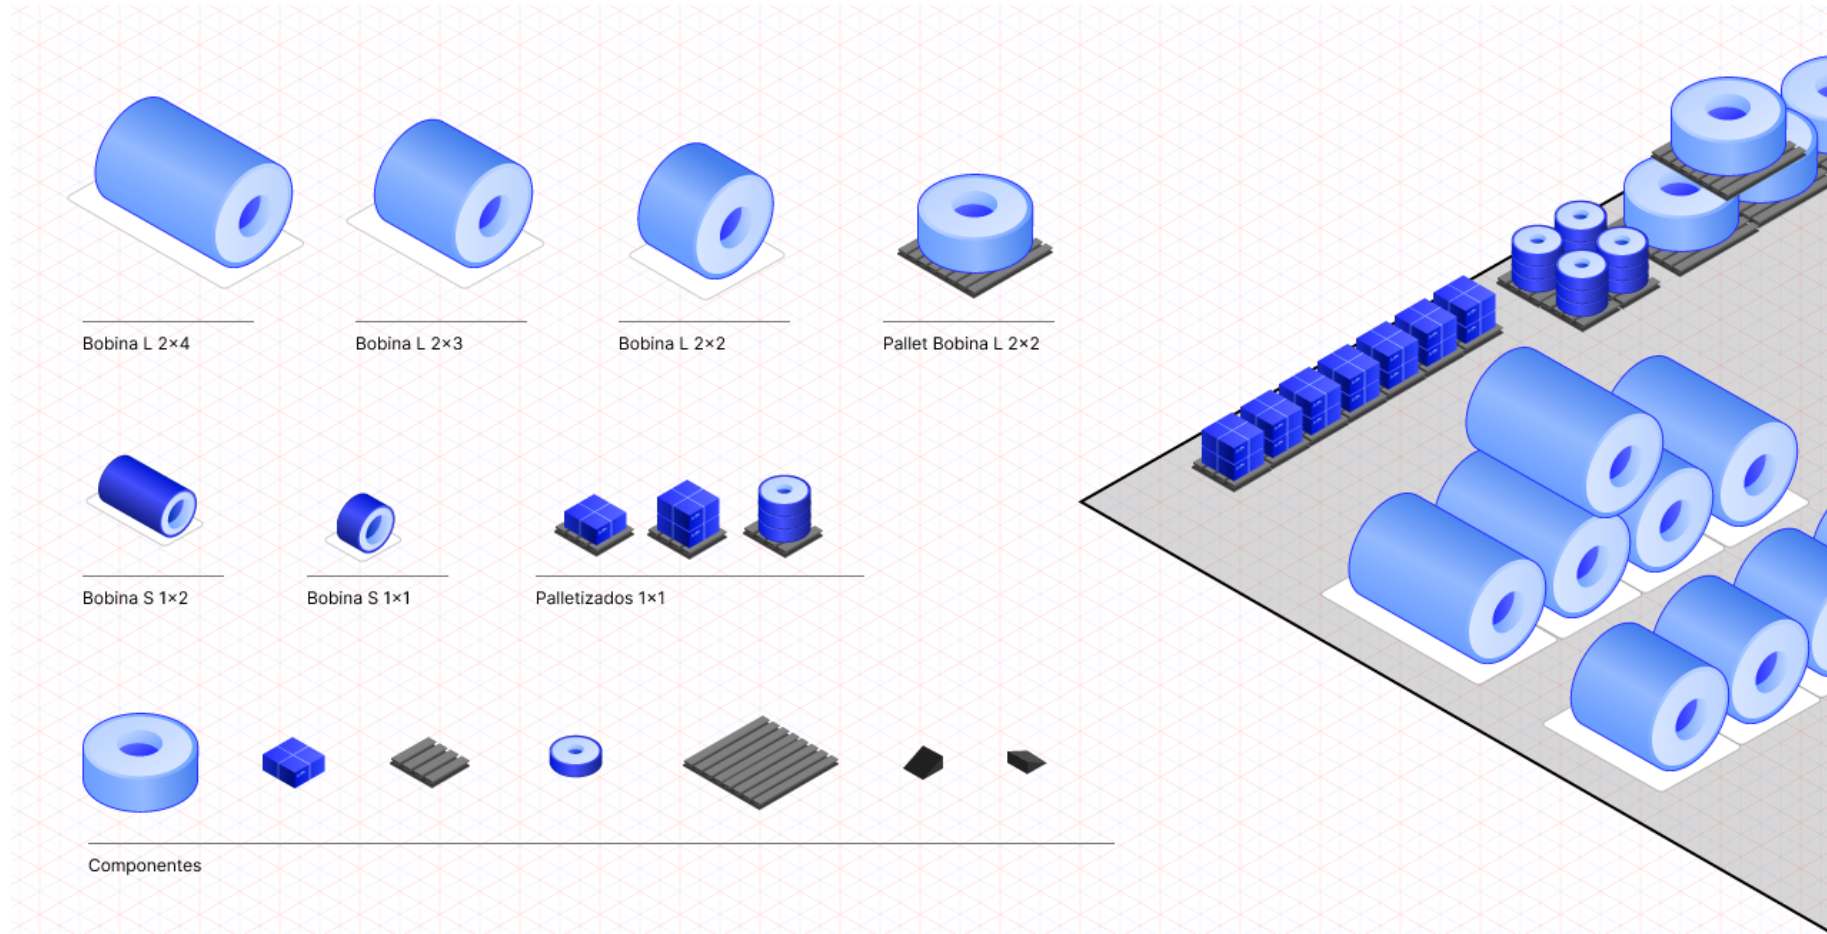 Bobina L 2×4
Bobina L 2×3
Bobina L 2×2
Pallet Bobina L 2×2
Bobina S 1×2
Bobina S 1×1
Palletizados 1×1
Componentes